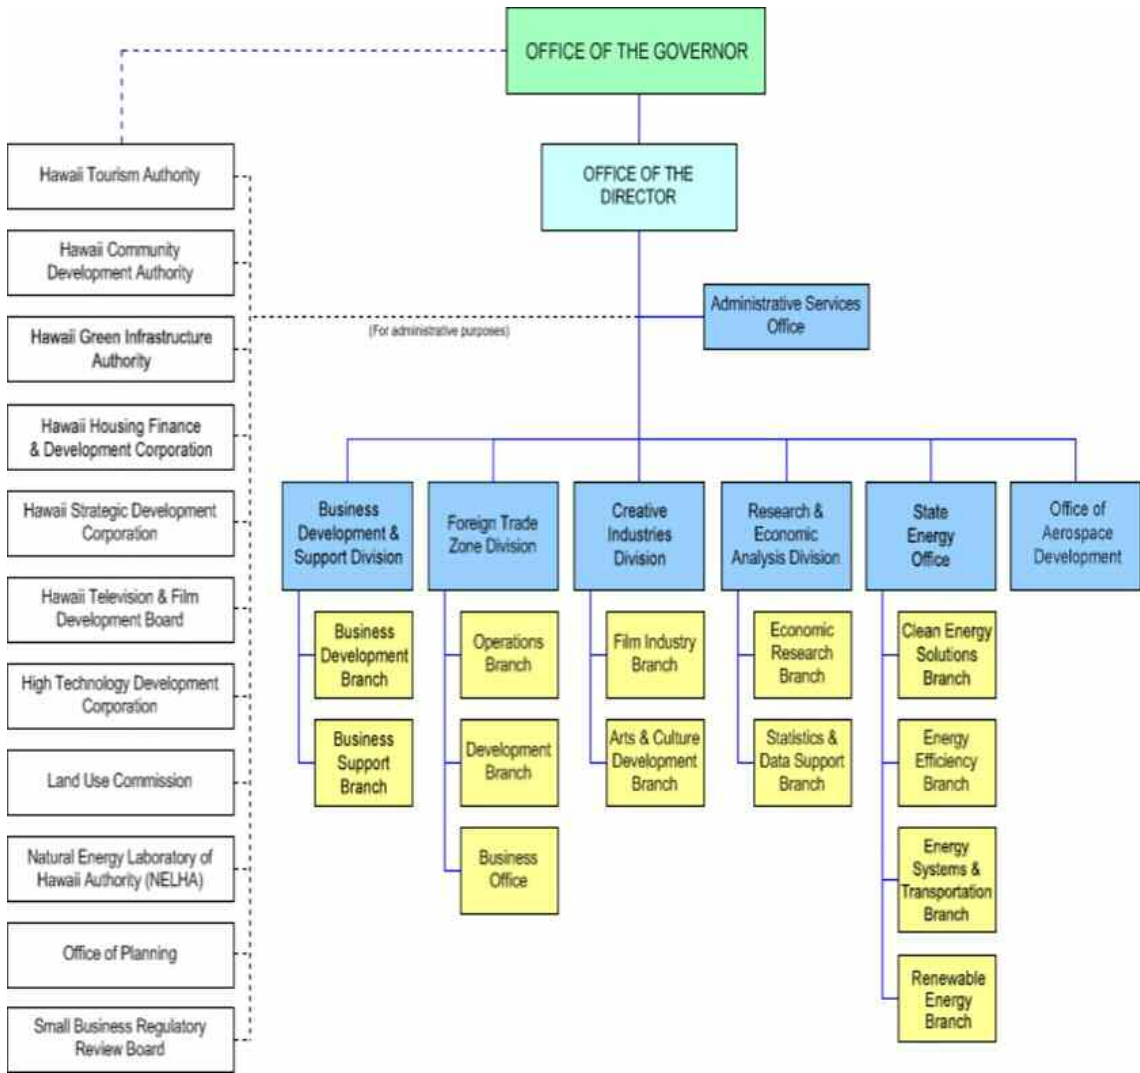 OFFICE OF THE GOVERNOR
OFFICE OF THE
DIRECTOR
Administrative Services
Office
(For administrative purposes)
Hawaii Tourism Authority
Hawaii Community
Development Authority
Hawaii Green Infrastructure
Authority
Hawaii Housing Finance
& Development Corporation
Hawaii Strategic Development
Corporation
Hawaii Television & Film
Development Board
High Technology Development
Corporation
Land Use Commission
Natural Energy Laboratory of
Hawaii Authority (NELHA)
Office of Planning
Small Business Regulatory
Review Board
Business
Development &
Support Division
Business
Development
Branch
Business
Support
Branch
Foreign Trade
Zone Division
Operations
Branch
Development
Branch
Business
Office
Creative
Industries
Division
Film Industry
Branch
Arts & Culture
Development
Branch
Research &
Economic
Analysis Division
Economic
Research
Branch
Statistics &
Data Support
Branch
State
Energy
Office
Clean Energy
Solutions
Branch
Energy
Efficiency
Branch
Energy
Systems &
Transportation
Branch
Renewable
Energy
Branch
Office of
Aerospace
Development